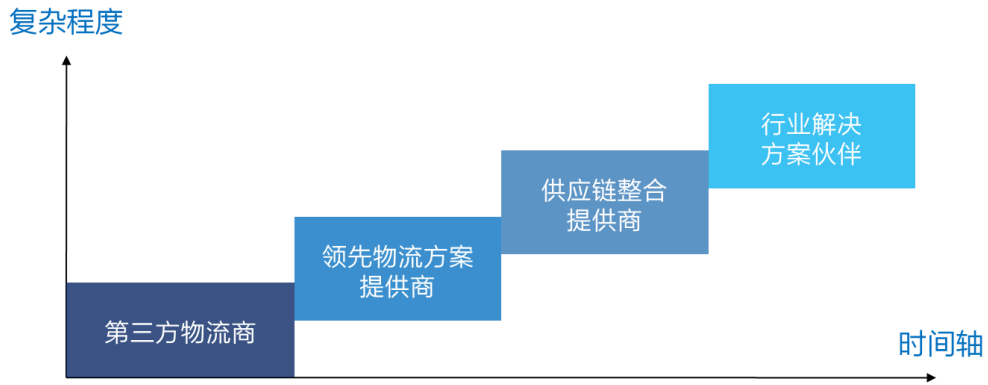 复杂程度
行业解决
方案伙伴
供应链整合
提供商
领先物流方案
提供商
第三方物流商
时间轴